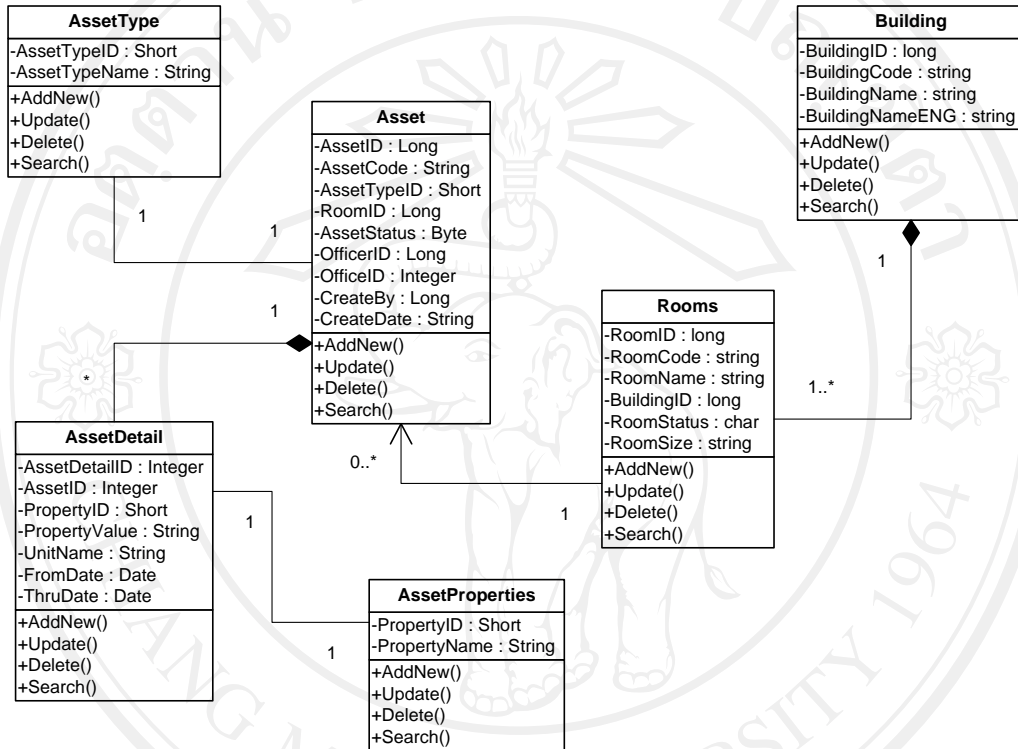 AssetType
-AssetTypeID : Short
-AssetTypeName : String
+AddNew()
+Update()
+Delete()
+Search()
1
1
Asset
-AssetID : Long
-AssetCode : String
-AssetTypeID : Short
-RoomID : Long
-AssetStatus : Byte
-OfficerID : Long
-OfficeID : Integer
-CreateBy : Long
-CreateDate : String
+AddNew()
+Update()
+Delete()
+Search()
1
*
0..*
1
Building
-BuildingID : long
-BuildingCode : string
-BuildingName : string
-BuildingNameENG : string
+AddNew()
+Update()
+Delete()
+Search()
1
1..*
Rooms
-RoomID : long
-RoomCode : string
-RoomName : string
-BuildingID : long
-RoomStatus : char
-RoomSize : string
+AddNew()
+Update()
+Delete()
+Search()
AssetDetail
-AssetDetailID : Integer
-AssetID : Integer
-PropertyID : Short
-PropertyValue : String
-UnitName : String
-FromDate : Date
-ThruDate : Date
+AddNew()
+Update()
+Delete()
+Search()
1
1
AssetProperties
-PropertyID : Short
-PropertyName : String
+AddNew()
+Update()
+Delete()
+Search()
1964